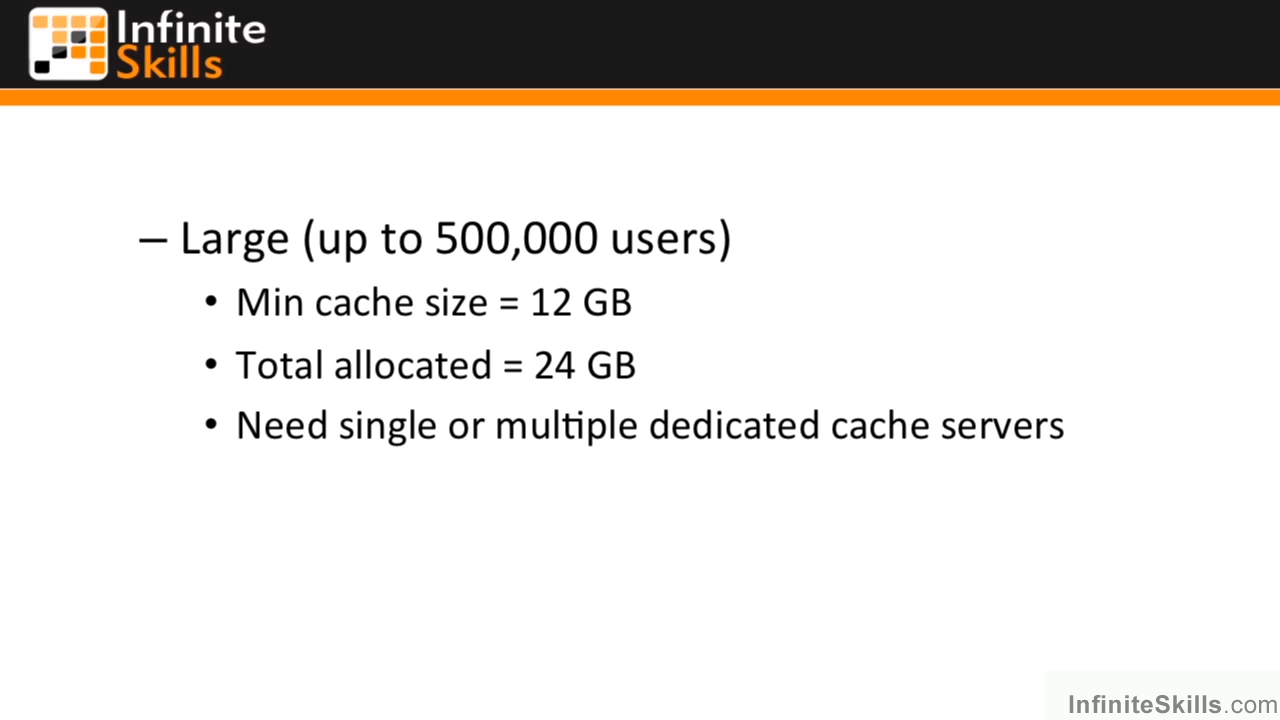 Infinite
Skills
– Large (up to 500,000 users)
• Min cache size = 12 GB
• Total allocated = 24 GB
• Need single or multiple dedicated cache servers
InfiniteSkills.com